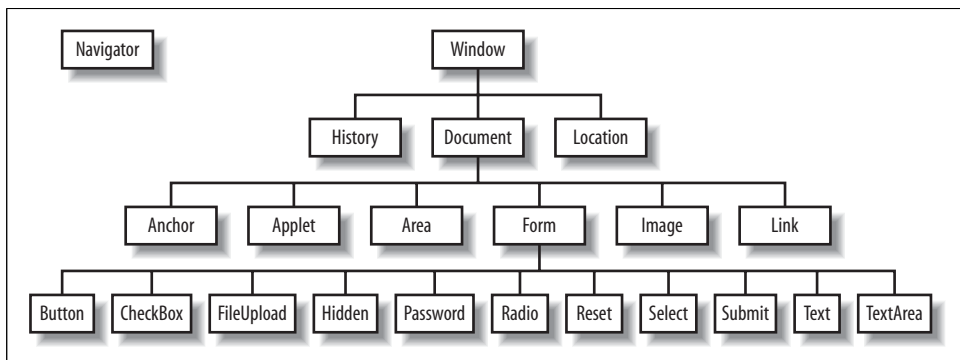 Navigator Window
History Document Location
Anchor Applet Area Form Image Link
Button CheckBox FileUpload Hidden Password Radio Reset Select Submit Text TextArea